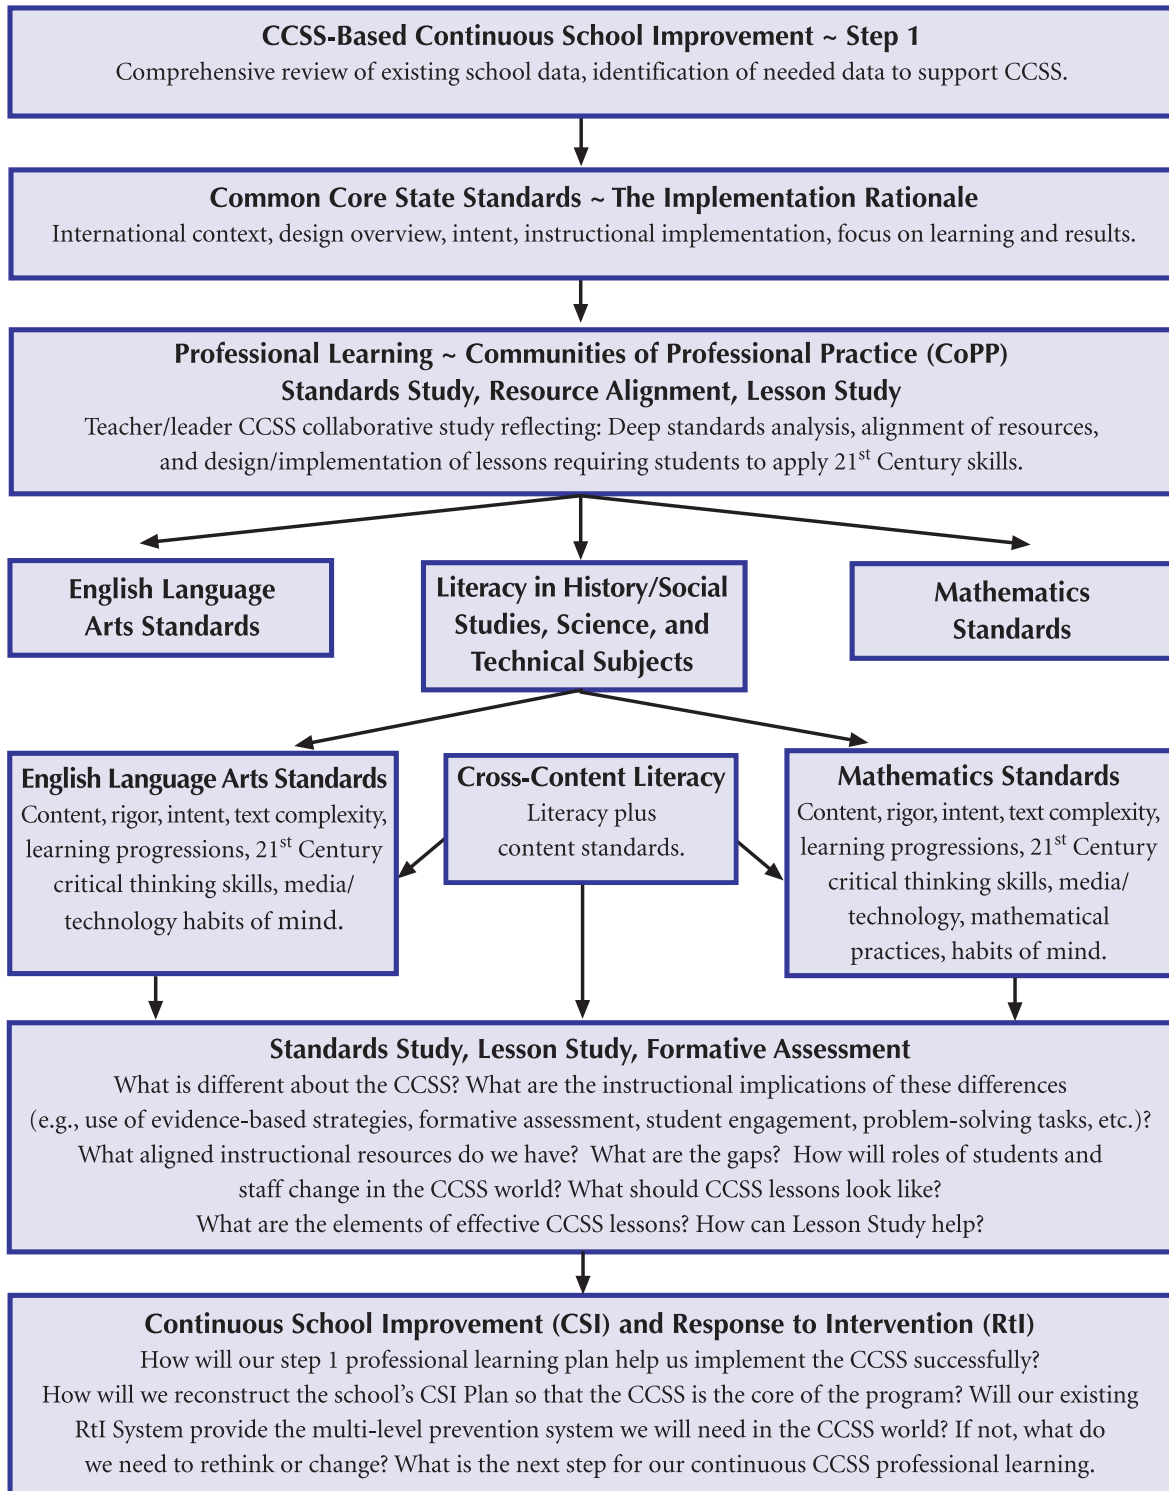 CCSS-Based Continuous School Improvement ~ Step 1
Comprehensive review of existing school data, identification of needed data to support CCSS.
Common Core State Standards ~ The Implementation Rationale
International context, design overview, intent, instructional implementation, focus on learning and results.
Professional Learning ~ Communities of Professional Practice (CoPP)
Standards Study, Resource Alignment, Lesson Study
Teacher/leader CCSS collaborative study reflecting: Deep standards analysis, alignment of resources,
and design/implementation of lessons requiring students to apply 21st Century skills.
English Language
Arts Standards
Literacy in History/Social
Studies, Science, and
Technical Subjects
Mathematics
Standards
English Language Arts Standards
Content, rigor, intent, text complexity,
learning progressions, 21st Century
critical thinking skills, media/
technology habits of mind.
Cross-Content Literacy
Literacy plus
content standards.
Mathematics Standards
Content, rigor, intent, text complexity,
learning progressions, 21st Century
critical thinking skills, media/
technology, mathematical
practices, habits of mind.
Standards Study, Lesson Study, Formative Assessment
What is different about the CCSS? What are the instructional implications of these differences
(e.g., use of evidence-based strategies, formative assessment, student engagement, problem-solving tasks, etc.)?
What aligned instructional resources do we have? What are the gaps? How will roles of students and
staff change in the CCSS world? What should CCSS lessons look like?
What are the elements of effective CCSS lessons? How can Lesson Study help?
Continuous School Improvement (CSI) and Response to Intervention (RtI)
How will our step 1 professional learning plan help us implement the CCSS successfully?
How will we reconstruct the school's CSI Plan so that the CCSS is the core of the program? Will our existing
RtI System provide the multi-level prevention system we will need in the CCSS world? If not, what do
we need to rethink or change? What is the next step for our continuous CCSS professional learning.